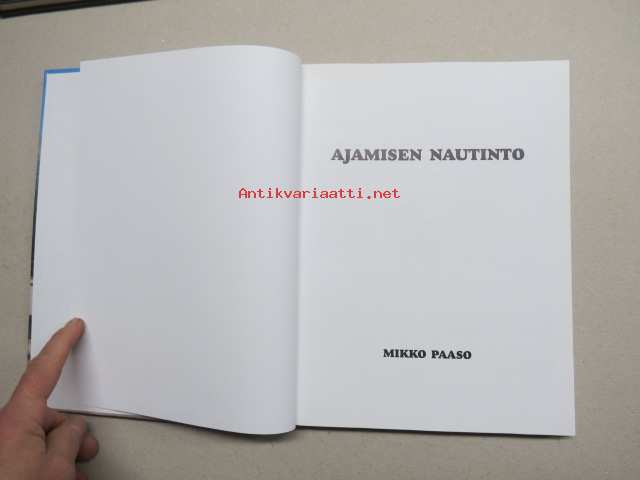 AJAMISEN NAUTINTO
Antikvariaatti.net
MIKKO PAASO